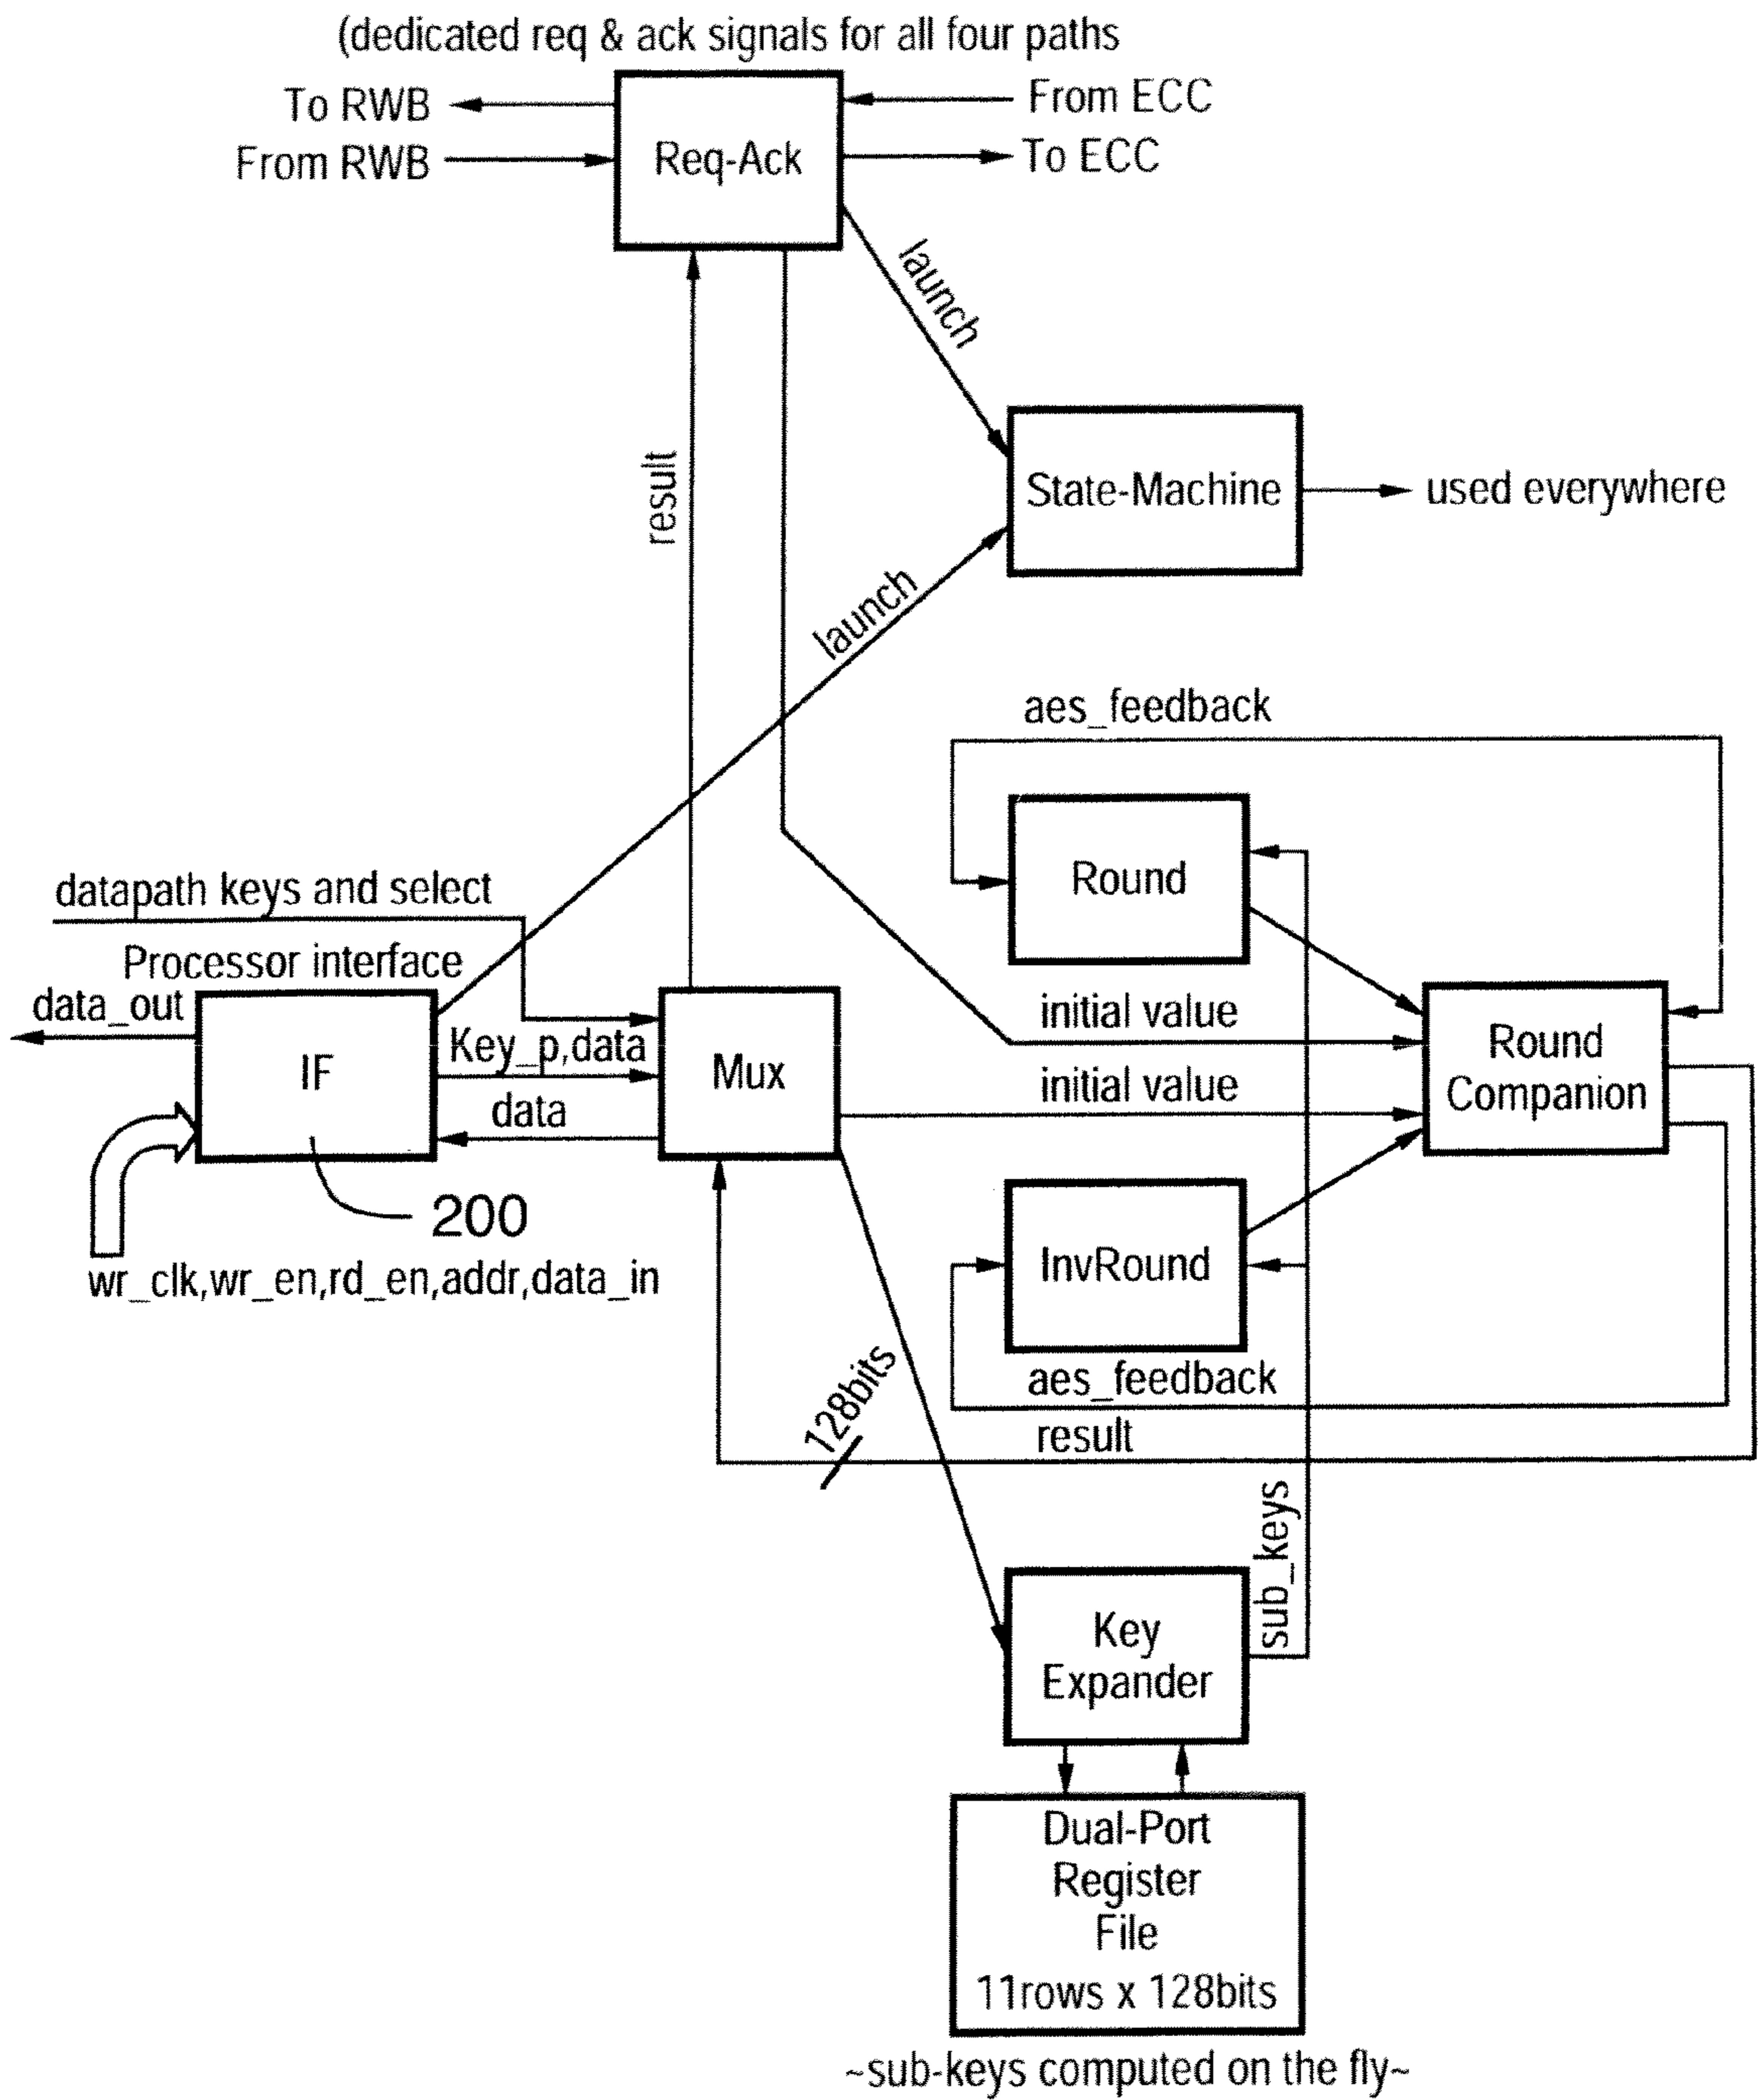 (dedicated req & ack signals for all four paths
To RWB
From ECC
From RWB
Req-Ack
To ECC
launch
result
State-Machine
used everywhere
launch
aes_feedback
Round
datapath keys and select
Processor interface
data_out
IF
Key_p,data
data
Mux
initial value
initial value
Round
Companion
200
wr_clk,wr_en,rd_en,addr,data_in
InvRound
aes_feedback
128bits
result
sub_keys
Key
Expander
Dual-Port
Register
File
11rows x 128bits
~sub-keys computed on the fly~